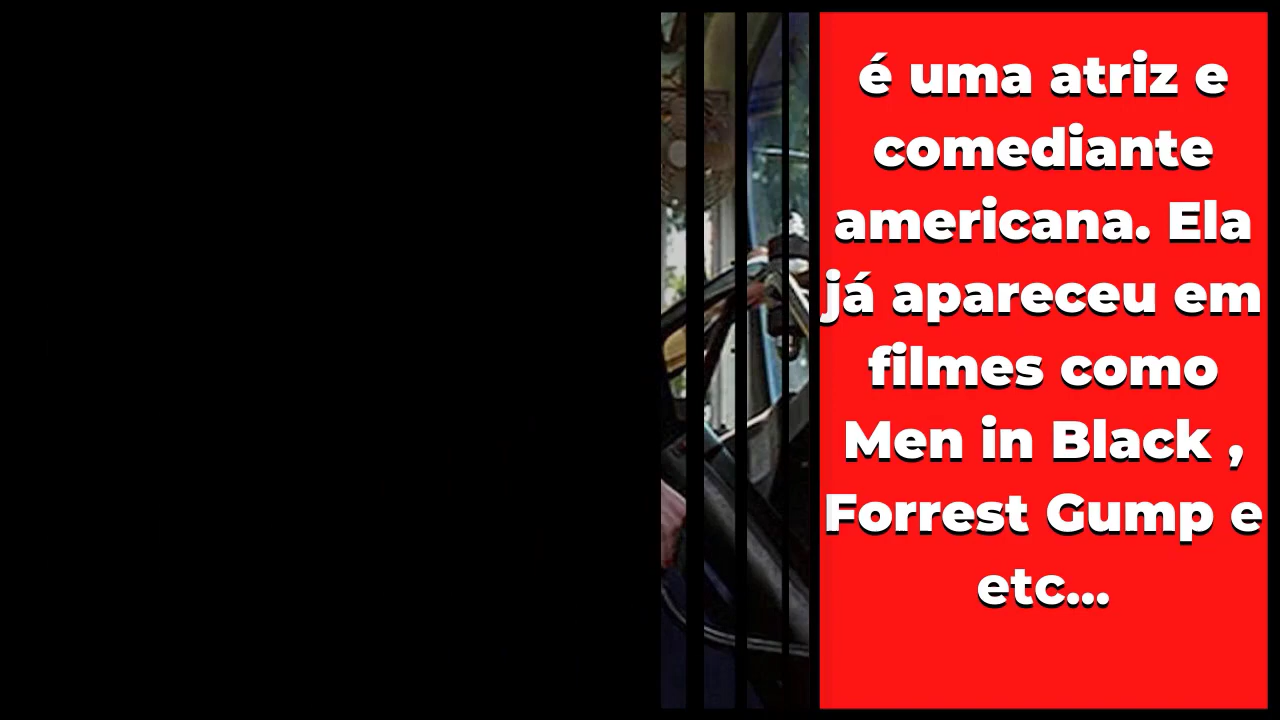 é uma atriz e
comediante
americana. Ela
já apareceu em
filmes como
Men in Black ,
Forrest Gump e
etc...